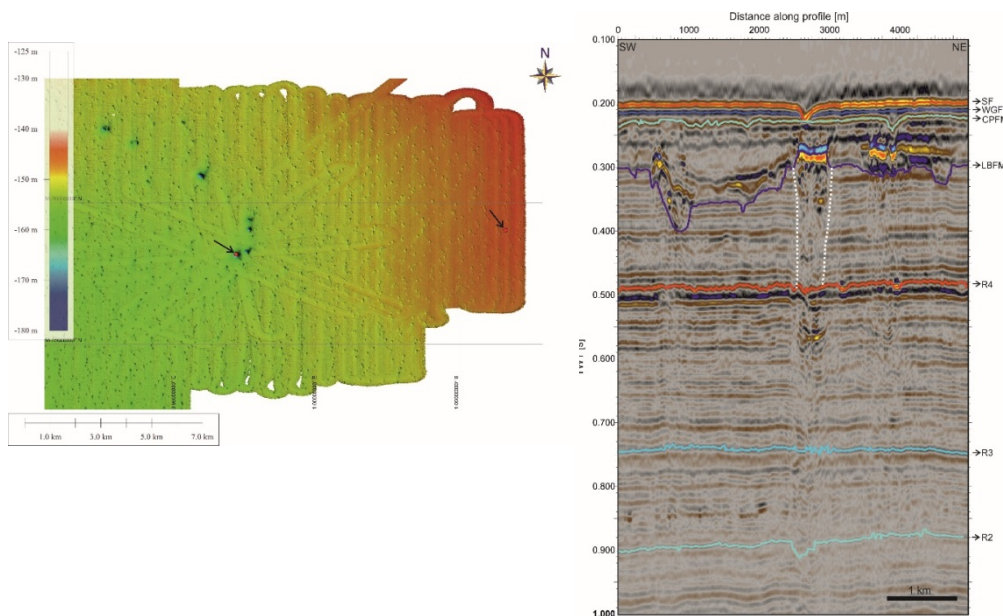 -125 m
-130 m
-140 m
-150 m
-160 m
-170 m
-180 m
N
1.0 km 3.0 km 5.0 km 7.0 km
Distance along profile [m]
0 1000 2000 3000 4000
SW NE
0.100
0.200
0.300
0.400
0.500
0.600
0.700
0.800
0.900
1.000
SF
WGF
CPFM
LBFM
R4
R3
R2
1 km